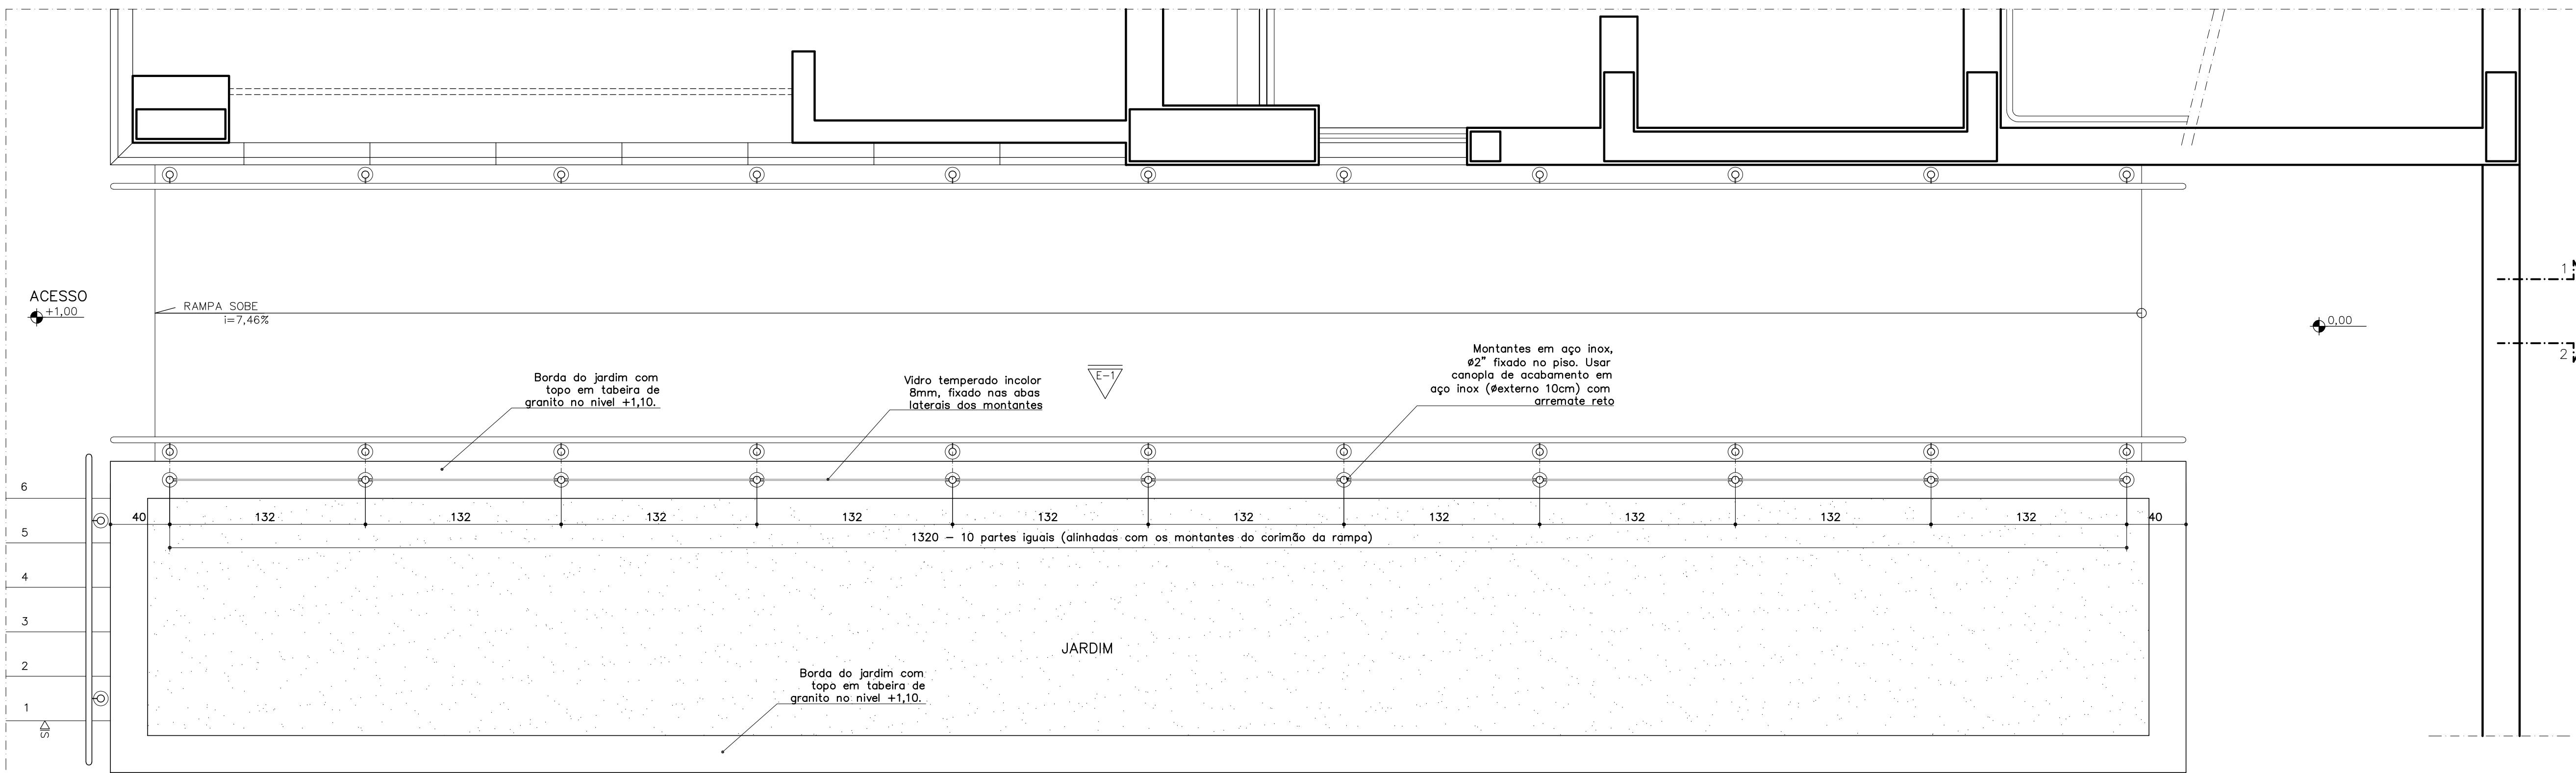 ACESSO
+1,00
RAMPA SOBE
i=7,46%
0,00
1
2
E-1
Borda do jardim com
topo em tabeira de
granito no nivel +1,10.
Vidro temperado incolor
8mm, fixado nas abas
laterais dos montantes
Montantes em aço inox,
ø2" fixado no piso. Usar
canopla de acabamento em
aço inox (øexterno 10cm) com
arremate reto
6
5
4
3
2
1
S
40 132 132 132 132 132 132 132 132 132 132 40
1320 – 10 partes iguais (alinhadas com os montantes do corimão da rampa)
JARDIM
Borda do jardim com
topo em tabeira de
granito no nivel +1,10.